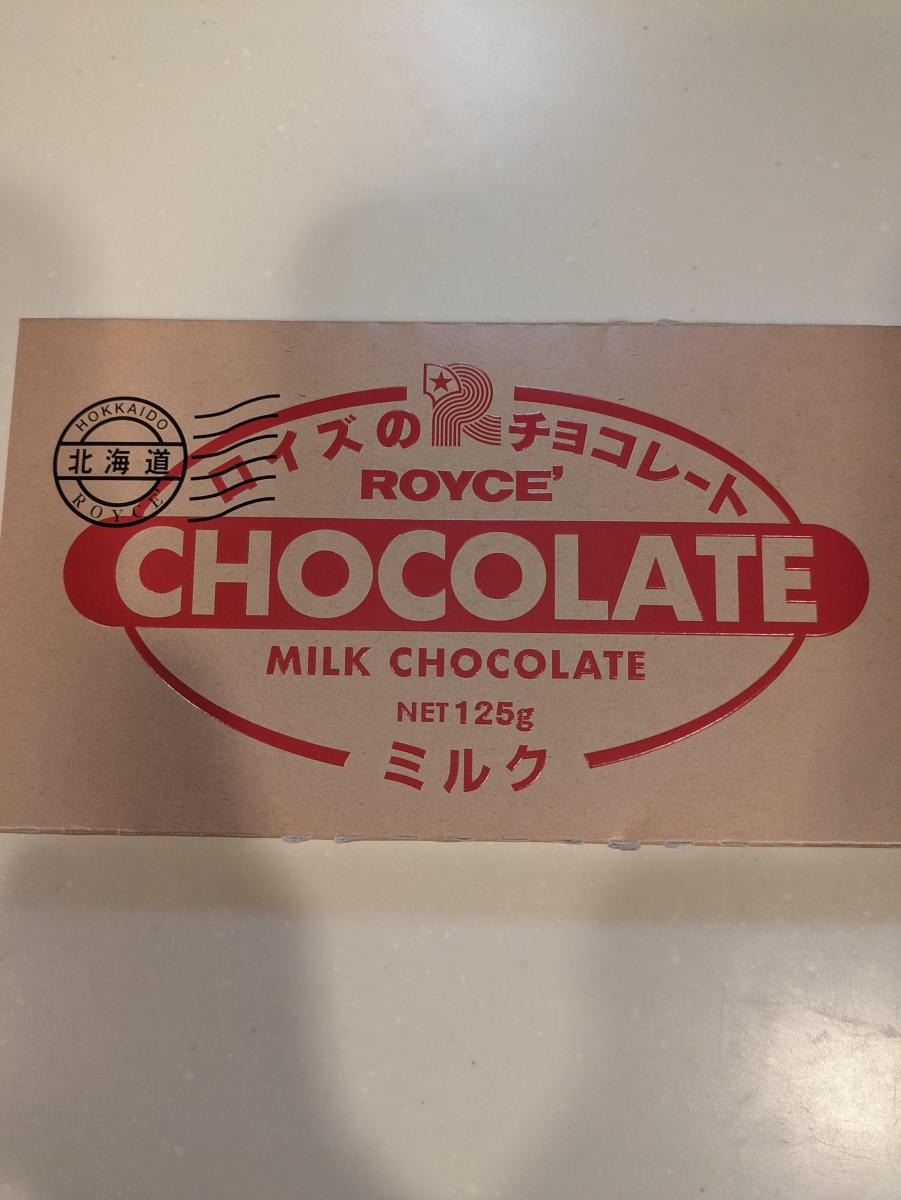 HOKKAIDO
北海道
ROYCE'
ロイズのチョコレート
ROYCE'
CHOCOLATE
MILK CHOCOLATE
NET 125g
ミルク